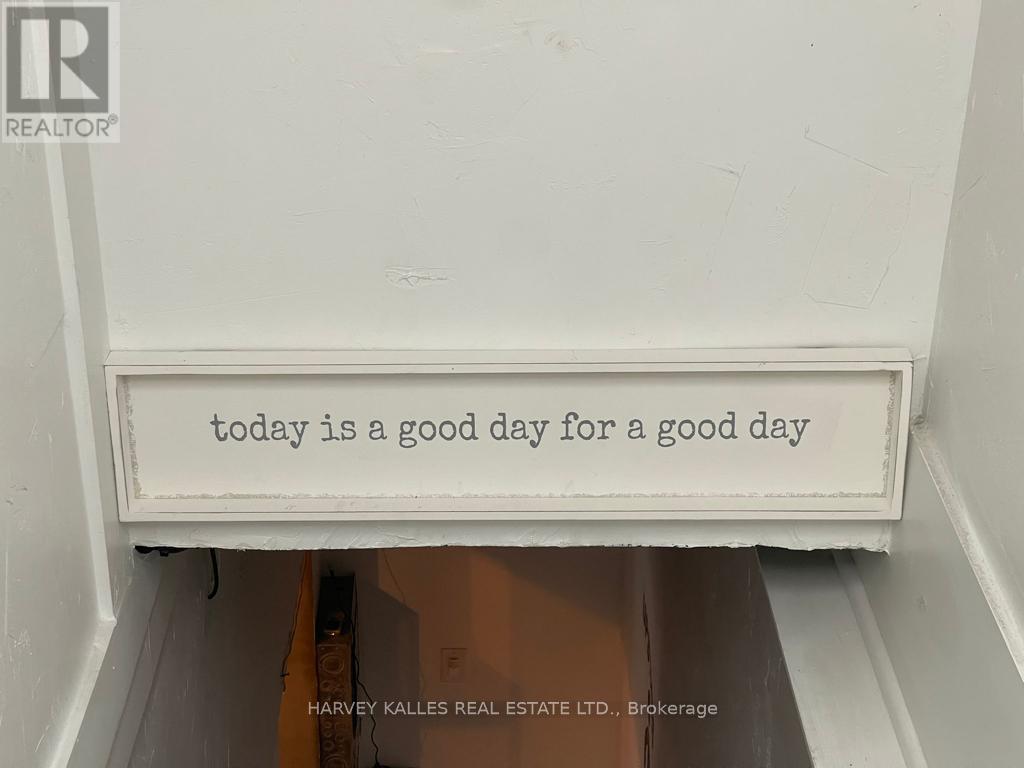 R
REALTOR®
today is a good day for a good day
HARVEY KALLES REAL ESTATE LTD., Brokerage